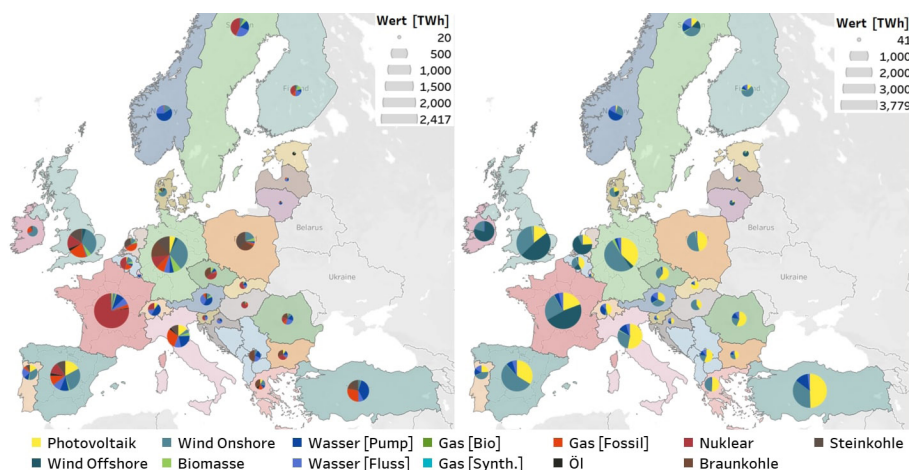 Wert [TWh]
20
500
1,000
1,500
2,000
2,417
Wert [TWh]
41
1,000
2,000
3,000
3,779
Belarus
Ukraine
Belarus
Ukraine
Photovoltaik
Wind Onshore
Wasser [Pump]
Gas [Bio]
Gas [Fossil]
Nuklear
Steinkohle
Wind Offshore
Biomasse
Wasser [Fluss]
Gas [Synth.]
Öl
Braunkohle